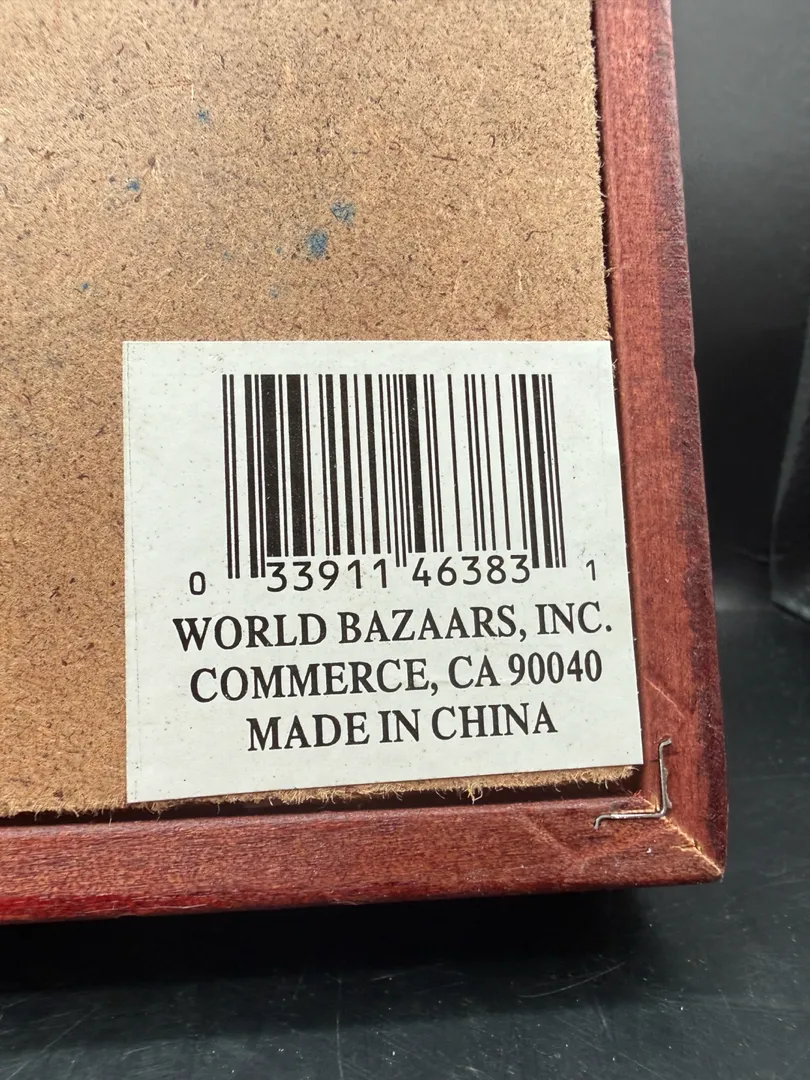 0 33911 46383 1
WORLD BAZAARS, INC.
COMMERCE, CA 90040
MADE IN CHINA